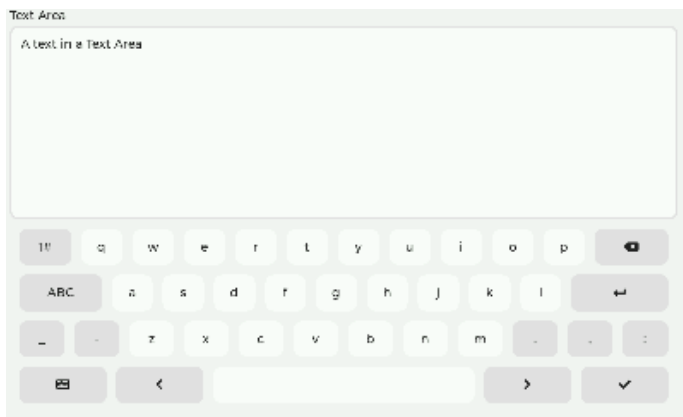 Text Area
A text in a Text Area
1# q w e r t y u i o p
ABC a s d f g h j k l
_ - z x c v b n m . , :